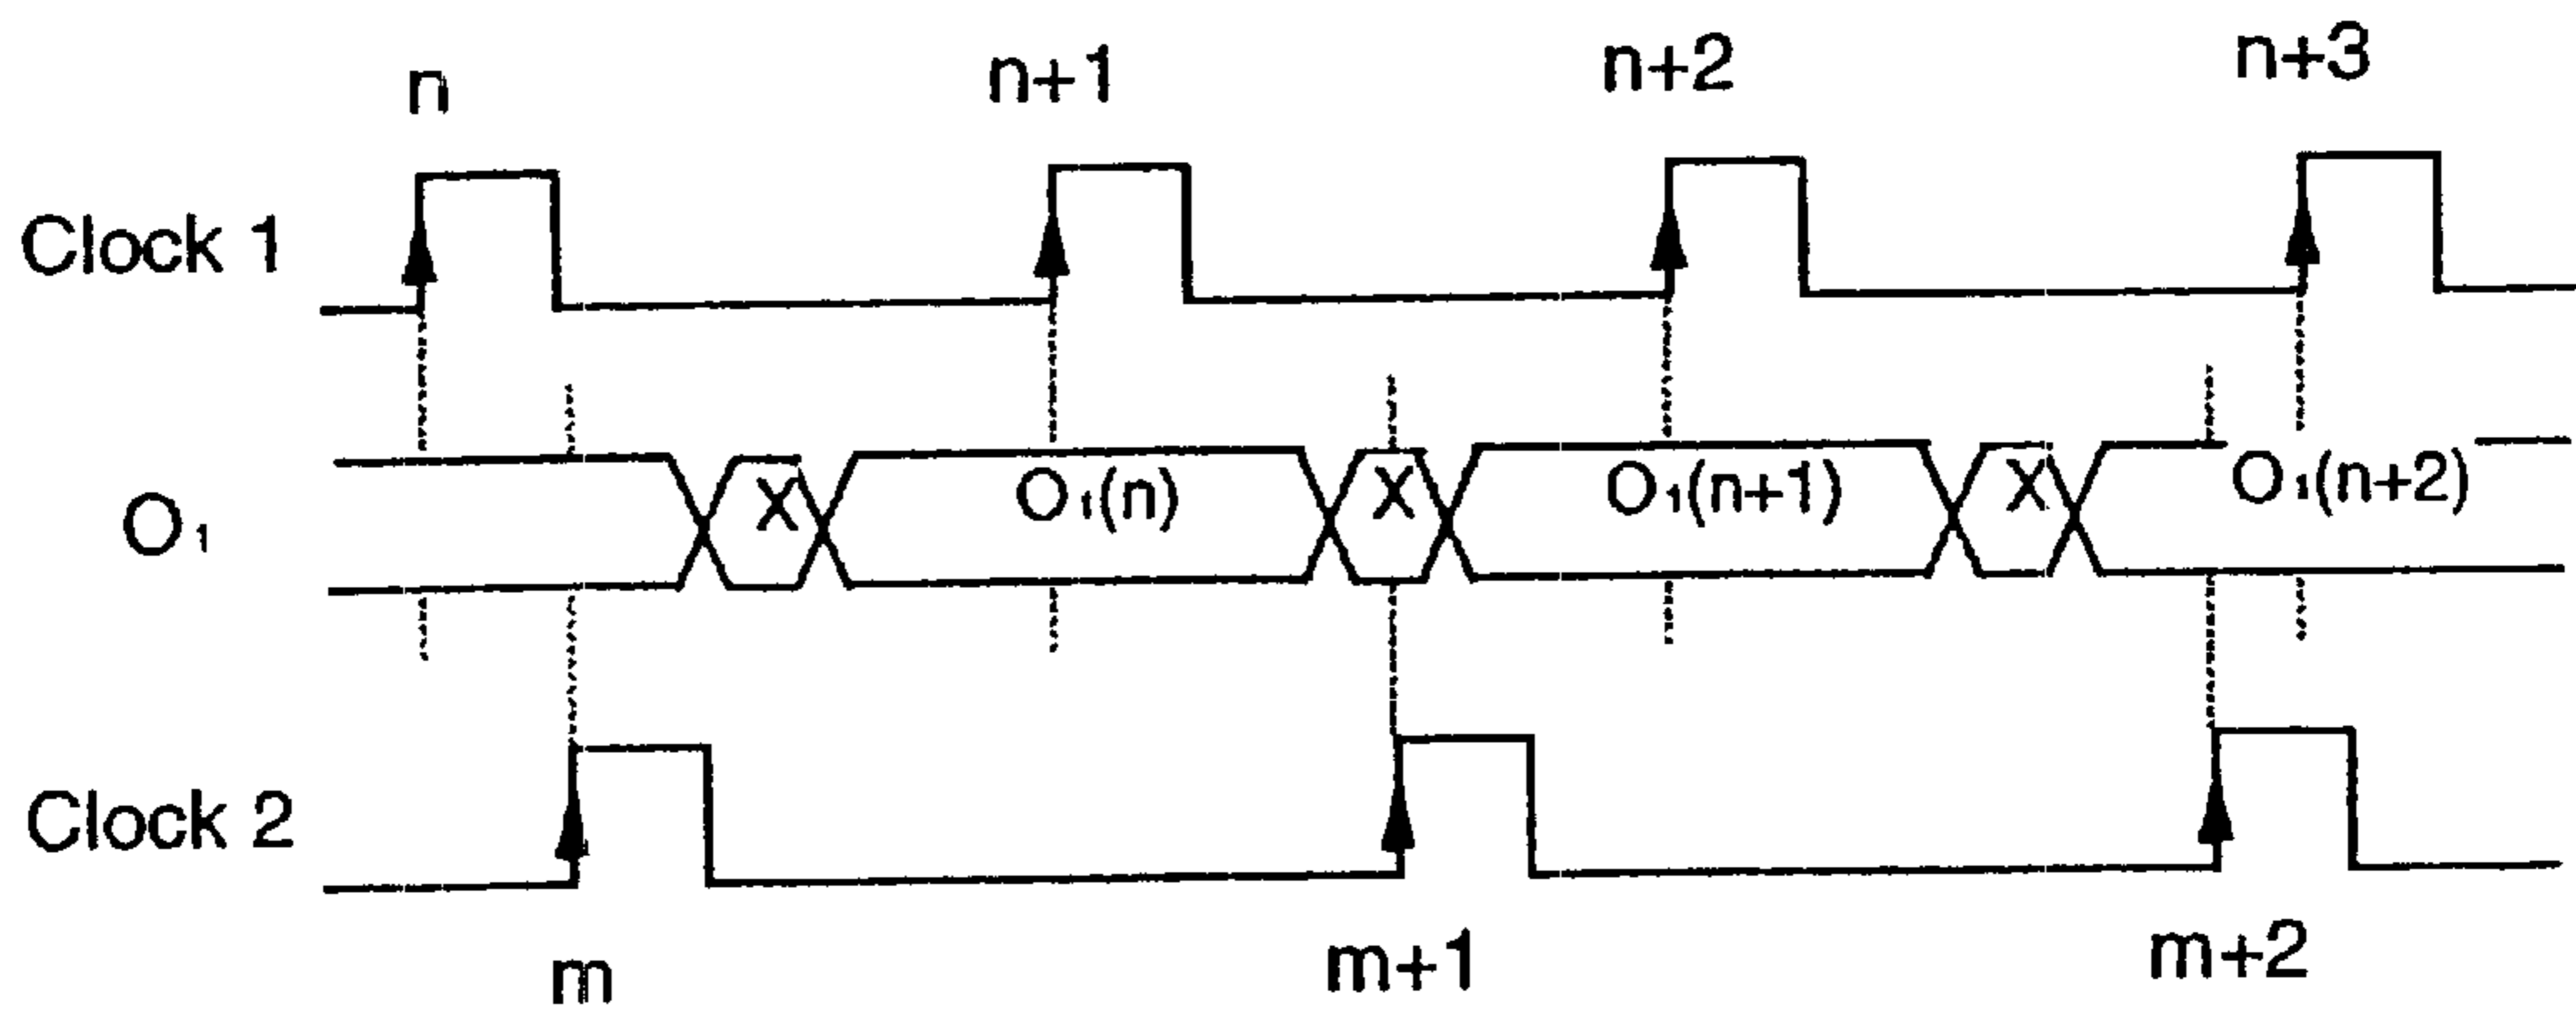 n n+1 n+2 n+3
Clock 1
O₁ X O₁(n) X O₁(n+1) X O₁(n+2)
Clock 2
m m+1 m+2